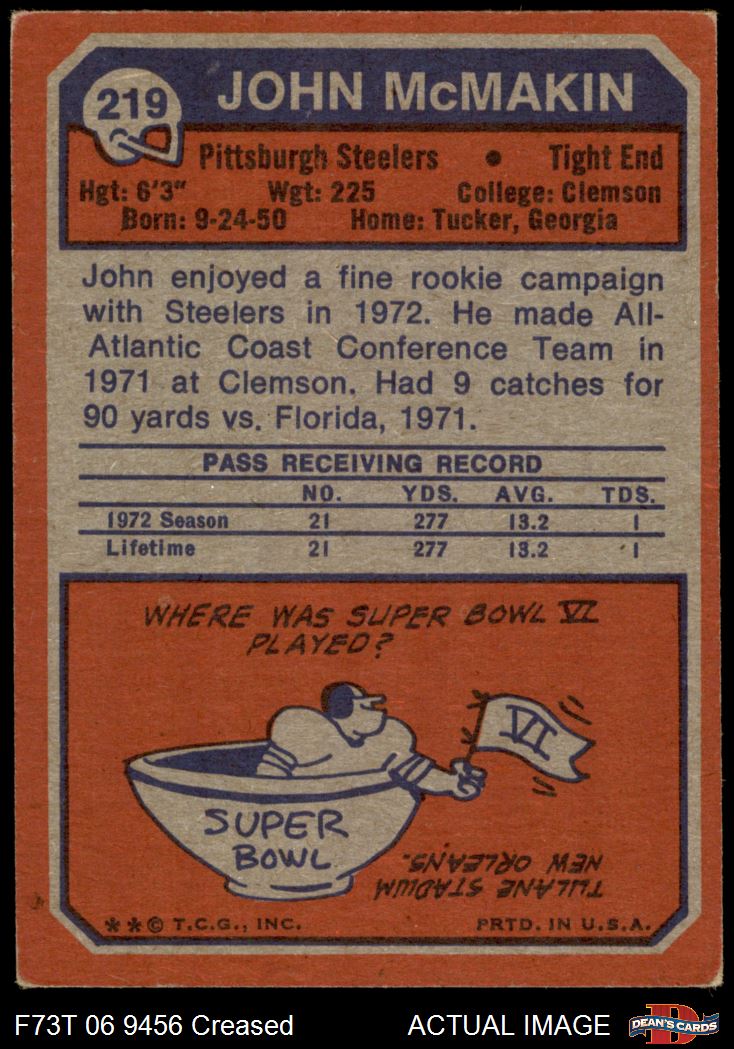 219
JOHN McMAKIN
Pittsburgh Steelers • Tight End
Hgt: 6'3" Wgt: 225 College: Clemson
Born: 9-24-50 Home: Tucker, Georgia
John enjoyed a fine rookie campaign
with Steelers in 1972. He made All-
Atlantic Coast Conference Team in
1971 at Clemson. Had 9 catches for
90 yards vs. Florida, 1971.
PASS RECEIVING RECORD
NO. YDS. AVG. TDS.
1972 Season 21 277 13.2 1
Lifetime 21 277 13.2 1
WHERE WAS SUPER BOWL VI
PLAYED?
VI
SUPER
BOWL
TULANE STADIUM
NEW ORLEANS.
**© T.C.G., INC. PRTD. IN U.S.A.
F73T 06 9456 Creased ACTUAL IMAGE
D
DEAN'S CARDS